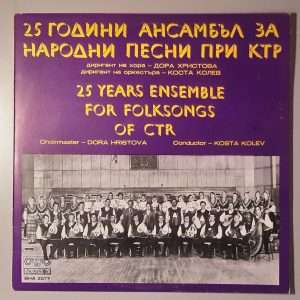 25 ГОДИНИ АНСАМБЪЛ ЗА
НАРОДНИ ПЕСНИ ПРИ КТР
диригент на хора – ДОРА ХРИСТОВА
диригент на оркестъра – КОСТА КОЛЕВ
25 YEARS ENSEMBLE
FOR FOLKSONGS
OF CTR
Choirmaster – DORA HRISTOVA Conductor – KOSTA KOLEV